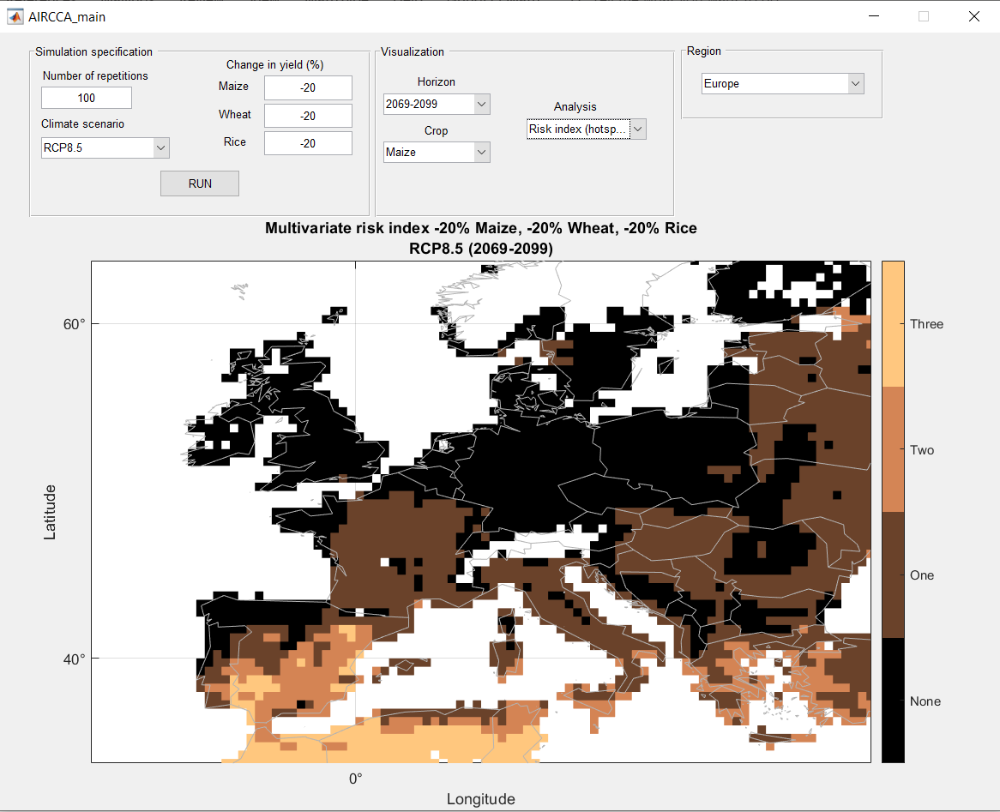 AIRCCA_main
Simulation specification
Number of repetitions
100
Climate scenario
RCP8.5
Change in yield (%)
Maize
-20
Wheat
-20
Rice
-20
RUN
Visualization
Horizon
2069-2099
Crop
Maize
Analysis
Risk index (hotsp...
Region
Europe
Multivariate risk index -20% Maize, -20% Wheat, -20% Rice
RCP8.5 (2069-2099)
60°
40°
Latitude
0°
Longitude
Three
Two
One
None